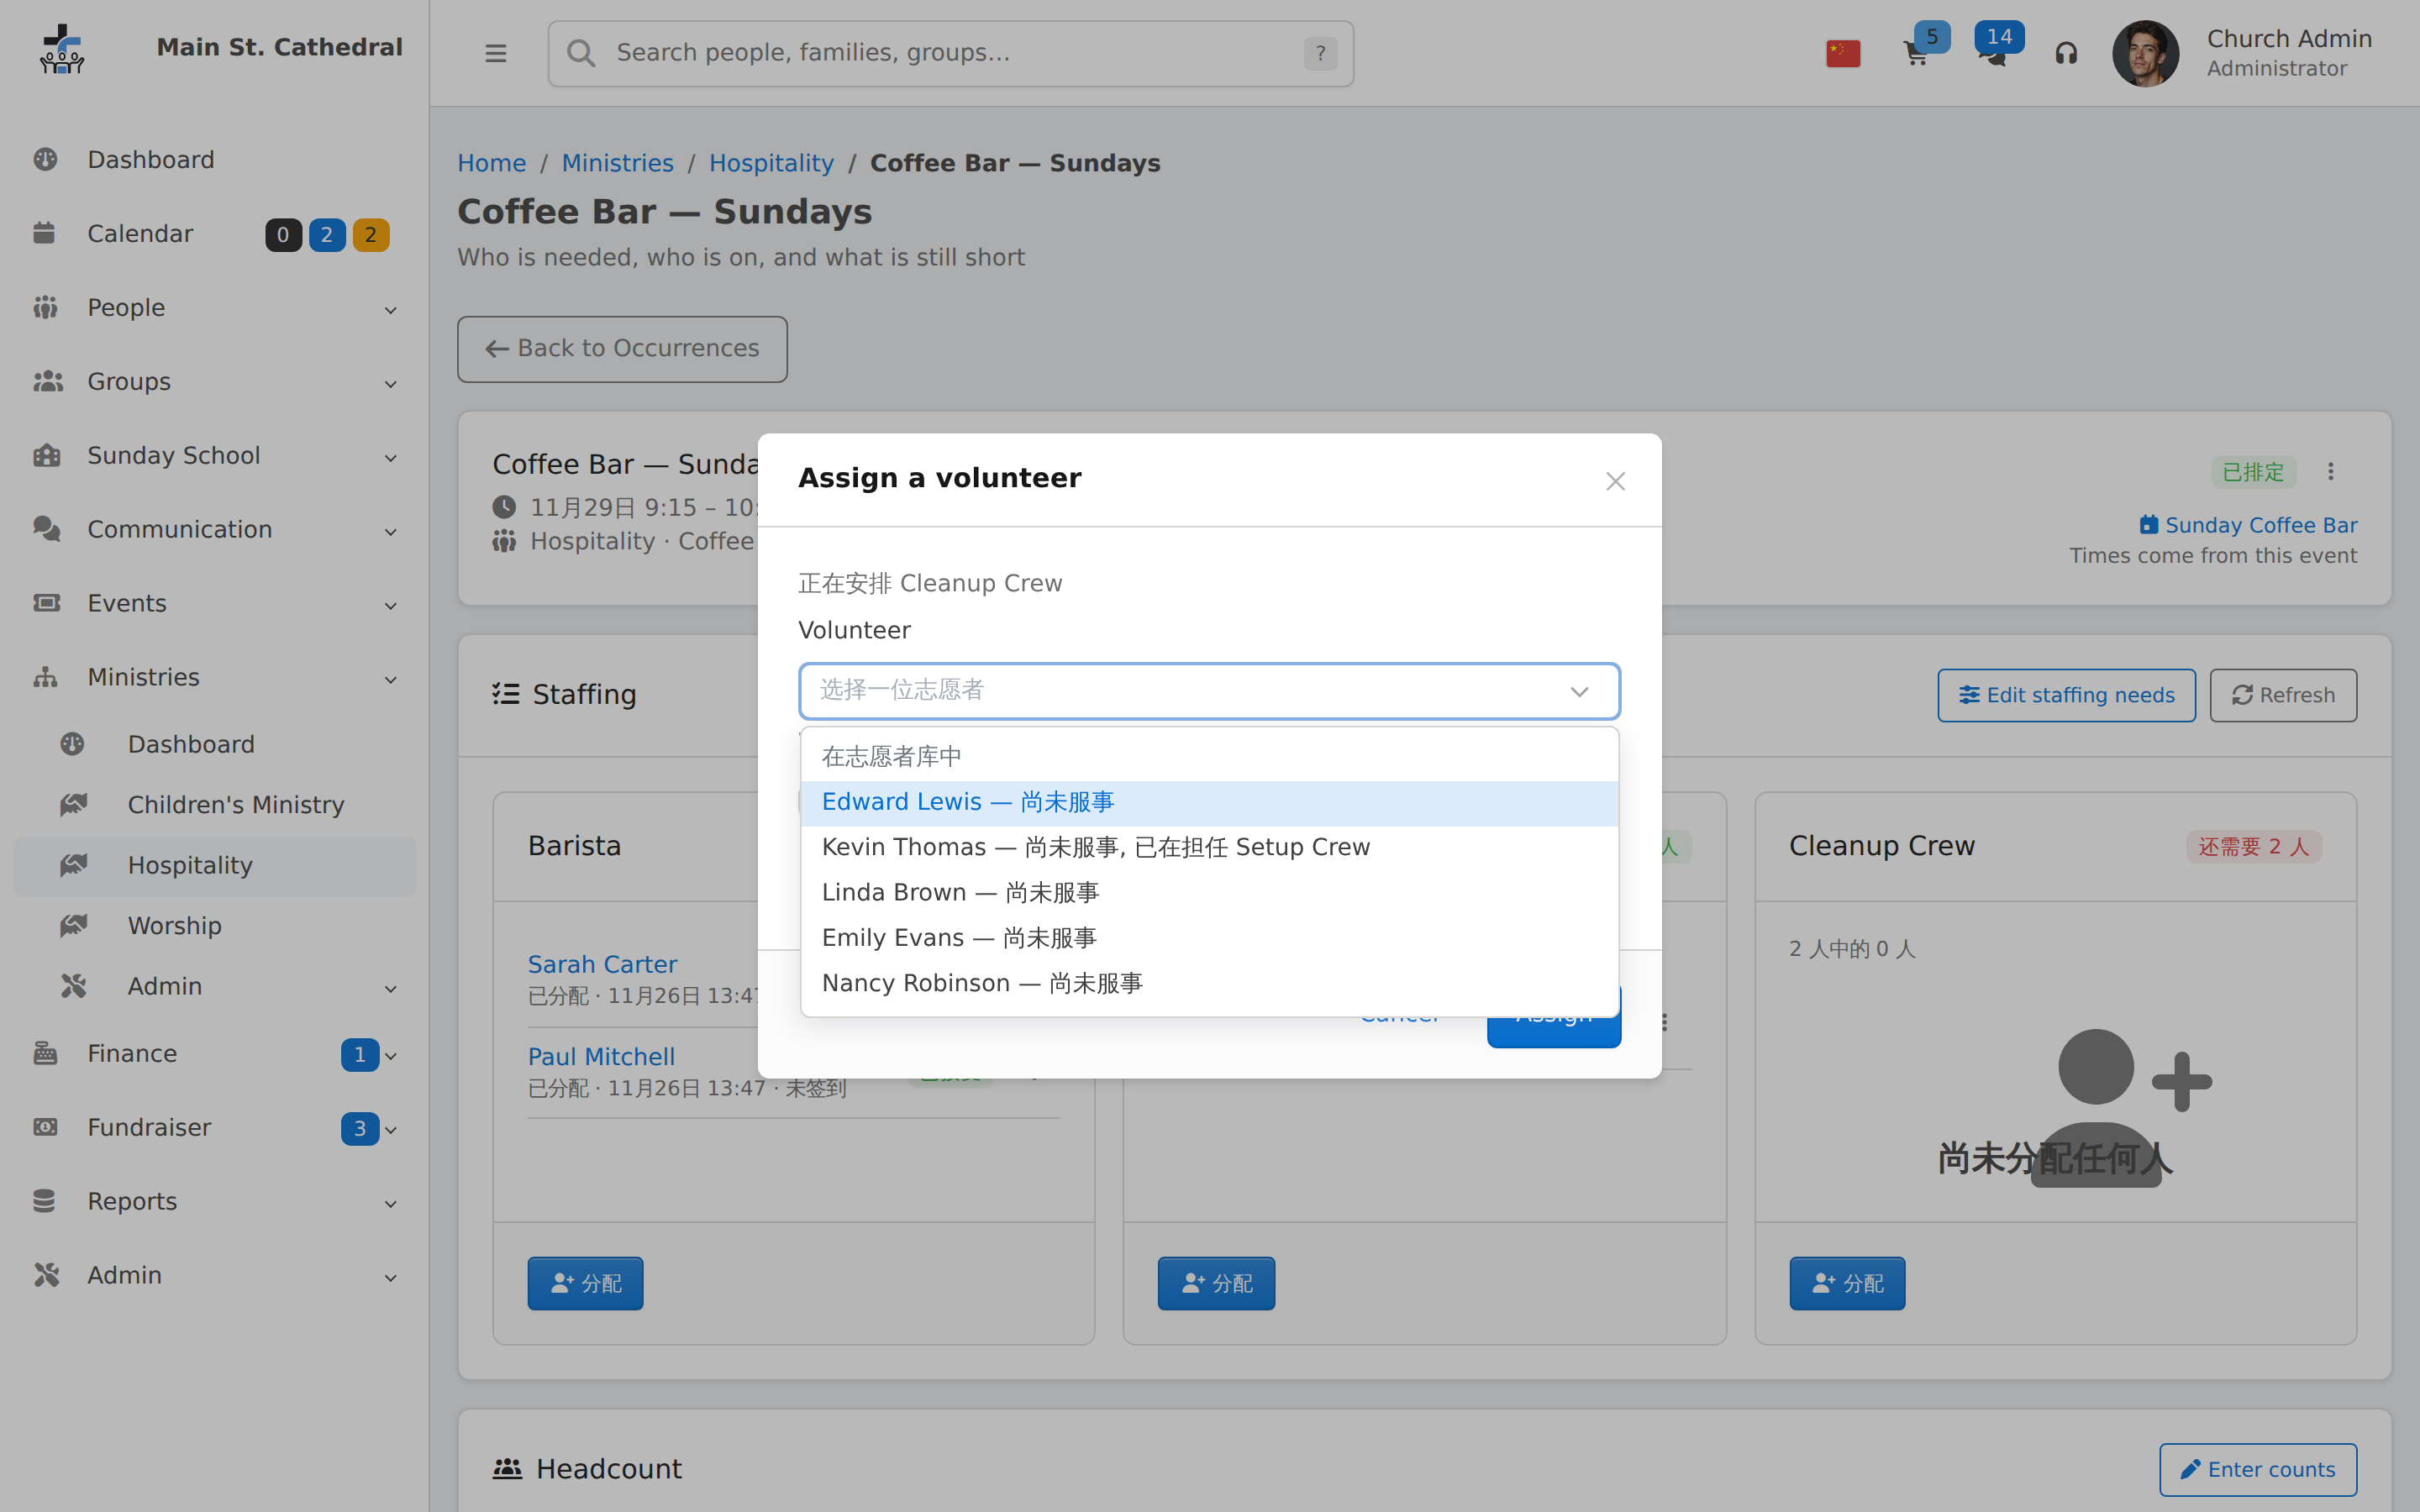 Main St. Cathedral
Search people, families, groups...
?
5
14
Church Admin
Administrator
Dashboard
Calendar
0
2
2
People
Groups
Sunday School
Communication
Events
Ministries
Dashboard
Children's Ministry
Hospitality
Worship
Admin
Finance
1
Fundraiser
3
Reports
Admin
Home / Ministries / Hospitality / Coffee Bar — Sundays
Coffee Bar — Sundays
Who is needed, who is on, and what is still short
Back to Occurrences
Coffee Bar — Sunda
11月29日 9:15 – 10:
Hospitality · Coffee
已排定
Sunday Coffee Bar
Times come from this event
Staffing
Edit staffing needs
Refresh
Barista
Sarah Carter
已分配 · 11月26日 13:47
Paul Mitchell
已分配 · 11月26日 13:47 · 未签到
分配
人
分配
Cleanup Crew
还需要 2 人
2 人中的 0 人
尚未分配任何人
分配
Headcount
Enter counts
Assign a volunteer
正在安排 Cleanup Crew
Volunteer
选择一位志愿者
在志愿者库中
Edward Lewis — 尚未服事
Kevin Thomas — 尚未服事, 已在担任 Setup Crew
Linda Brown — 尚未服事
Emily Evans — 尚未服事
Nancy Robinson — 尚未服事
Cancel
Assign